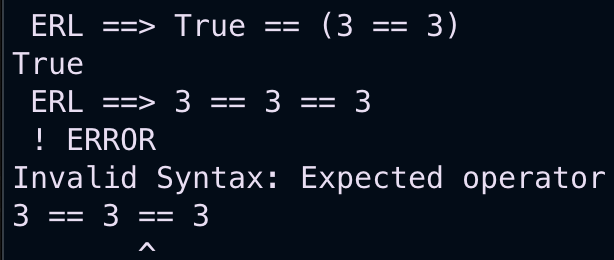 ERL ==> True == (3 == 3)
True
ERL ==> 3 == 3 == 3
! ERROR
Invalid Syntax: Expected operator
3 == 3 == 3
^